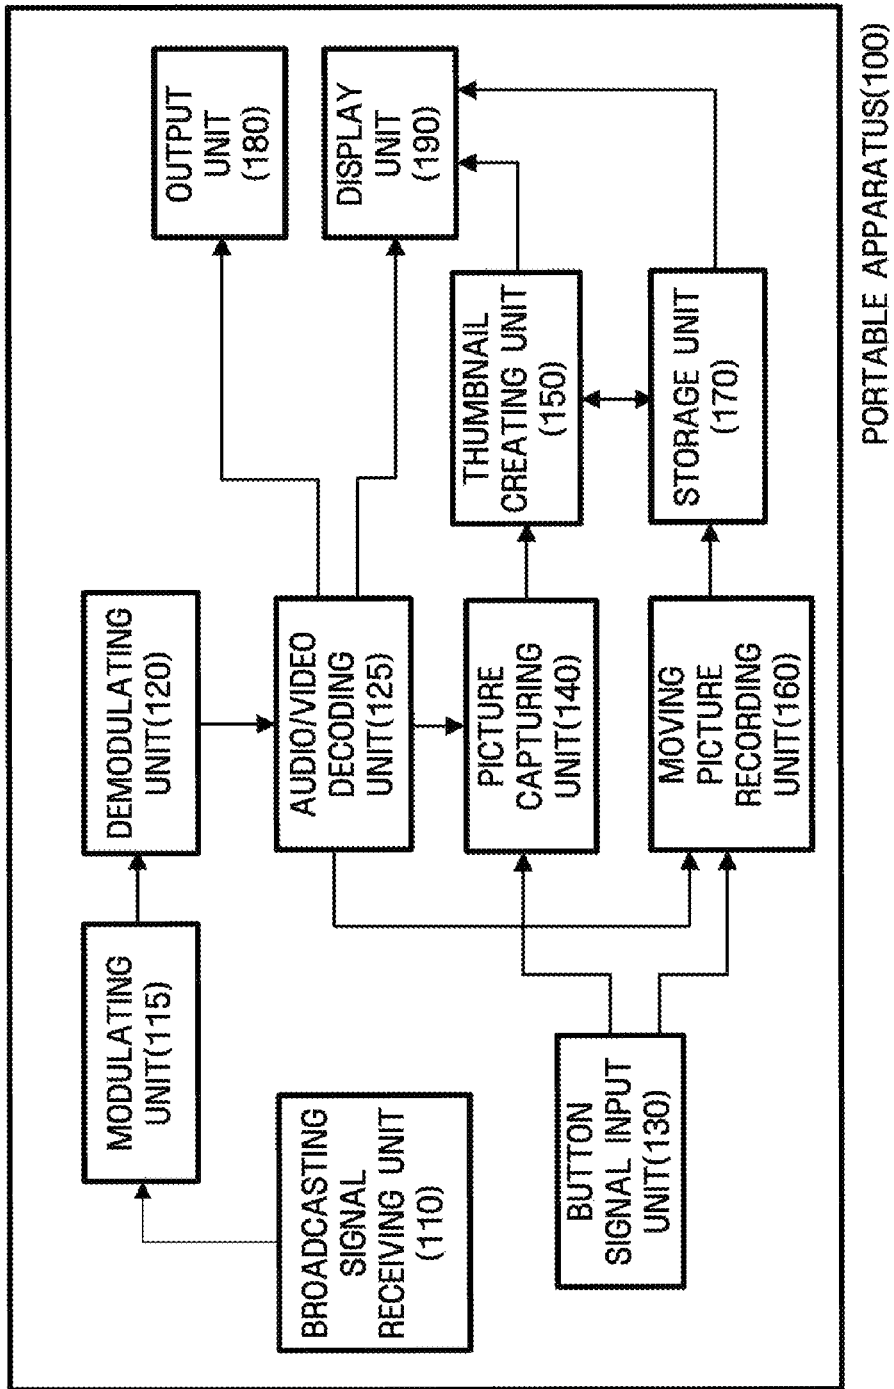 BROADCASTING
SIGNAL
RECEIVING UNIT
(110)
MODULATING
UNIT(115)
DEMODULATING
UNIT(120)
AUDIO/VIDEO
DECODING
UNIT(125)
BUTTON
SIGNAL INPUT
UNIT(130)
PICTURE
CAPTURING
UNIT(140)
MOVING
PICTURE
RECORDING
UNIT(160)
THUMBNAIL
CREATING UNIT
(150)
STORAGE UNIT
(170)
OUTPUT
UNIT
(180)
DISPLAY
UNIT
(190)
PORTABLE APPARATUS(100)